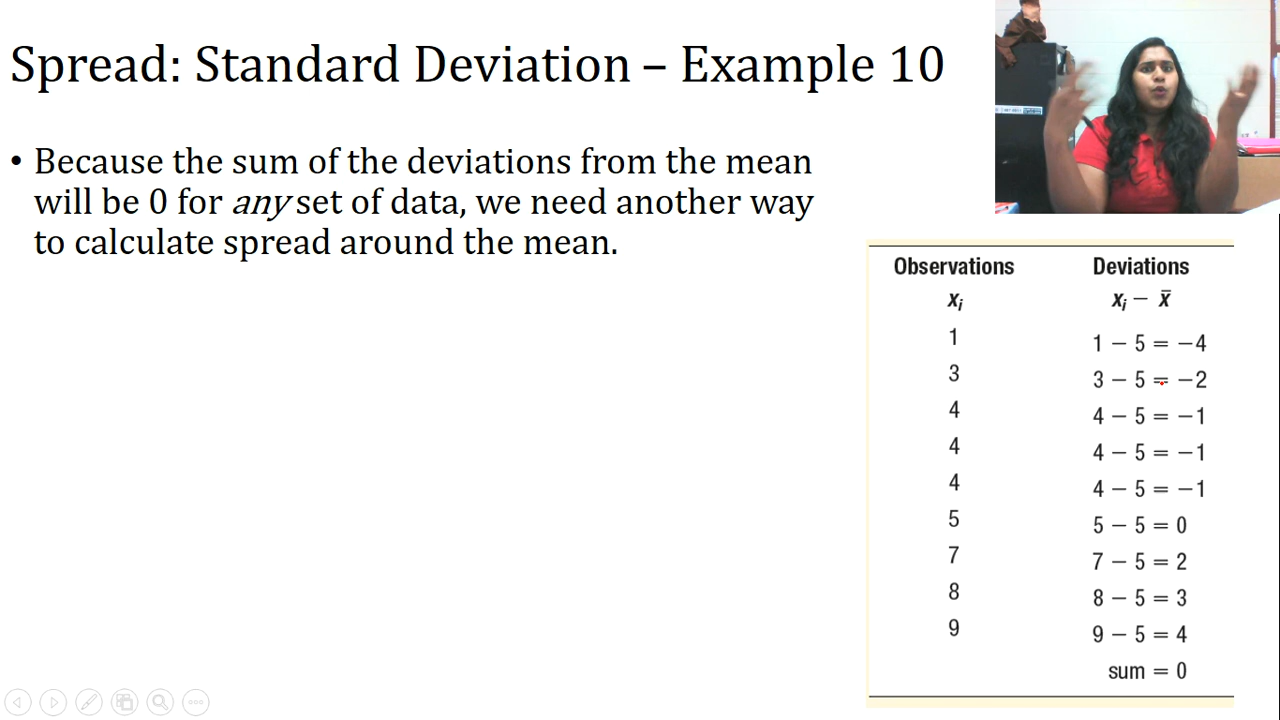 Spread: Standard Deviation – Example 10
• Because the sum of the deviations from the mean
will be 0 for any set of data, we need another way
to calculate spread around the mean.
Observations Deviations
xᵢ xᵢ − x̄
1 1 − 5 = −4
3 3 − 5 = −2
4 4 − 5 = −1
4 4 − 5 = −1
4 4 − 5 = −1
5 5 − 5 = 0
7 7 − 5 = 2
8 8 − 5 = 3
9 9 − 5 = 4
sum = 0